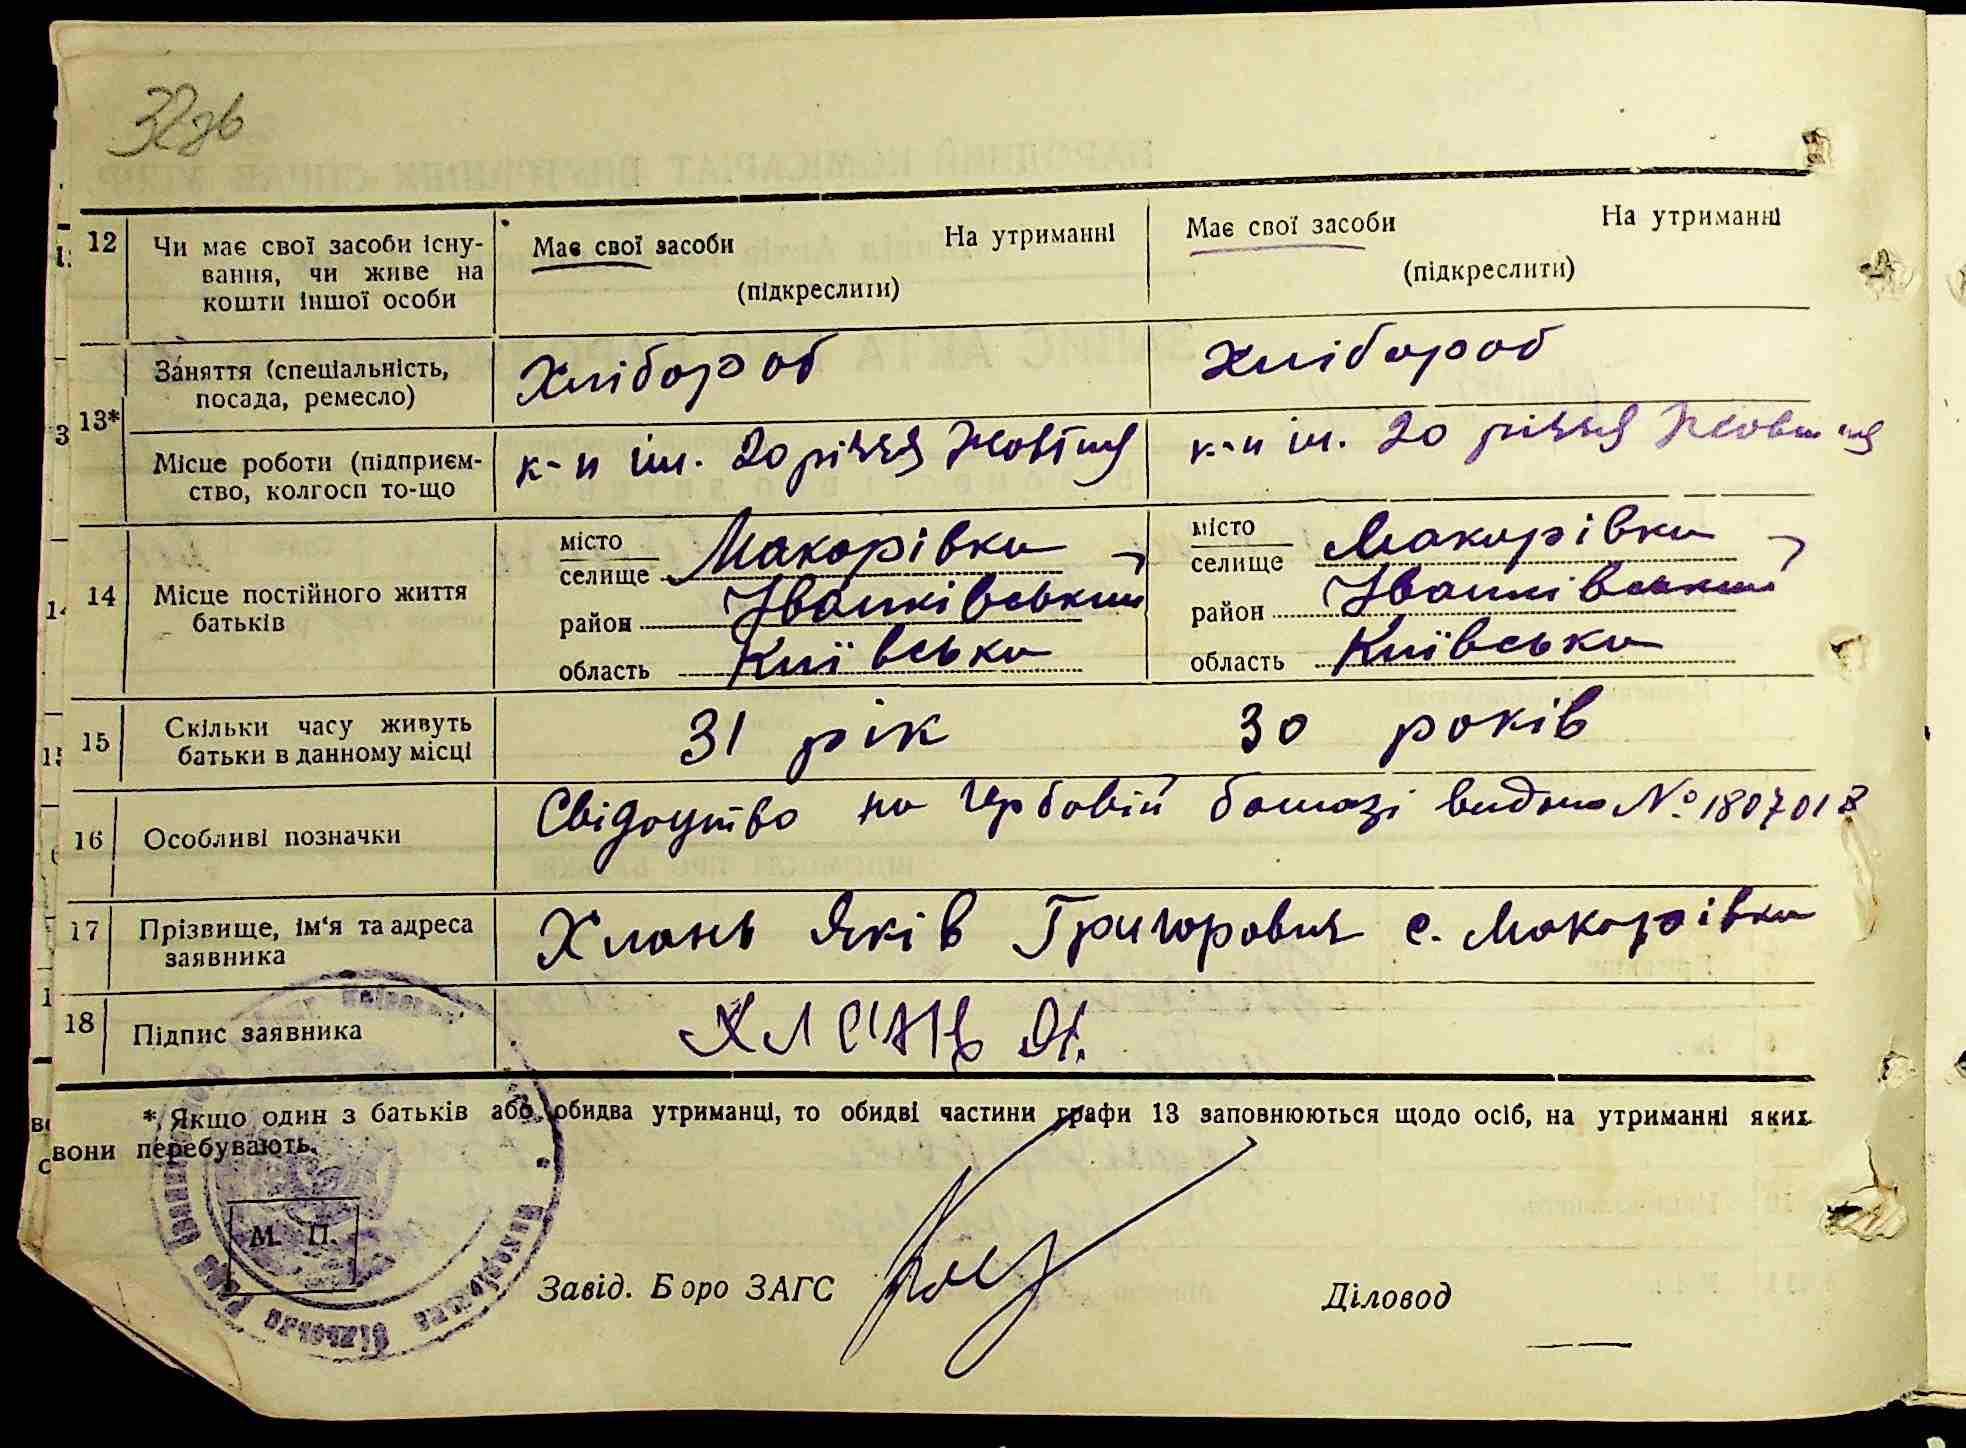 32зв
12 Чи має свої засоби існу- Має свої засоби На утриманні Має свої засоби На утриманні
вання, чи живе на (підкреслити) (підкреслити)
кошти іншої особи
13* Заняття (спеціальність, Хлібороб Хлібороб
посада, ремесло)
Місце роботи (підприєм- к-п ім. 20 річчя Жовтня к-п ім. 20 річчя Жовтня
ство, колгосп то-що
14 Місце постійного життя батьків
місто селище Макарівка місто селище Макарівка
район Іванківський район Іванківський
область Київська область Київська
15 Скільки часу живуть 31 рік 30 років
батьки в данному місці
16 Особливі позначки Свідоцтво на гербовій бомазі видано № 1807018
17 Прізвище, ім'я та адреса Хлань Яків Григорович с. Макарівка
заявника
18 Підпис заявника ХЛАНЬ Я.
* Якщо один з батьків або обидва утриманці, то обидві частини графи 13 заповнюються щодо осіб, на утриманні яких
вони перебувають.
М. П.
Завід. Бюро ЗАГС Діловод